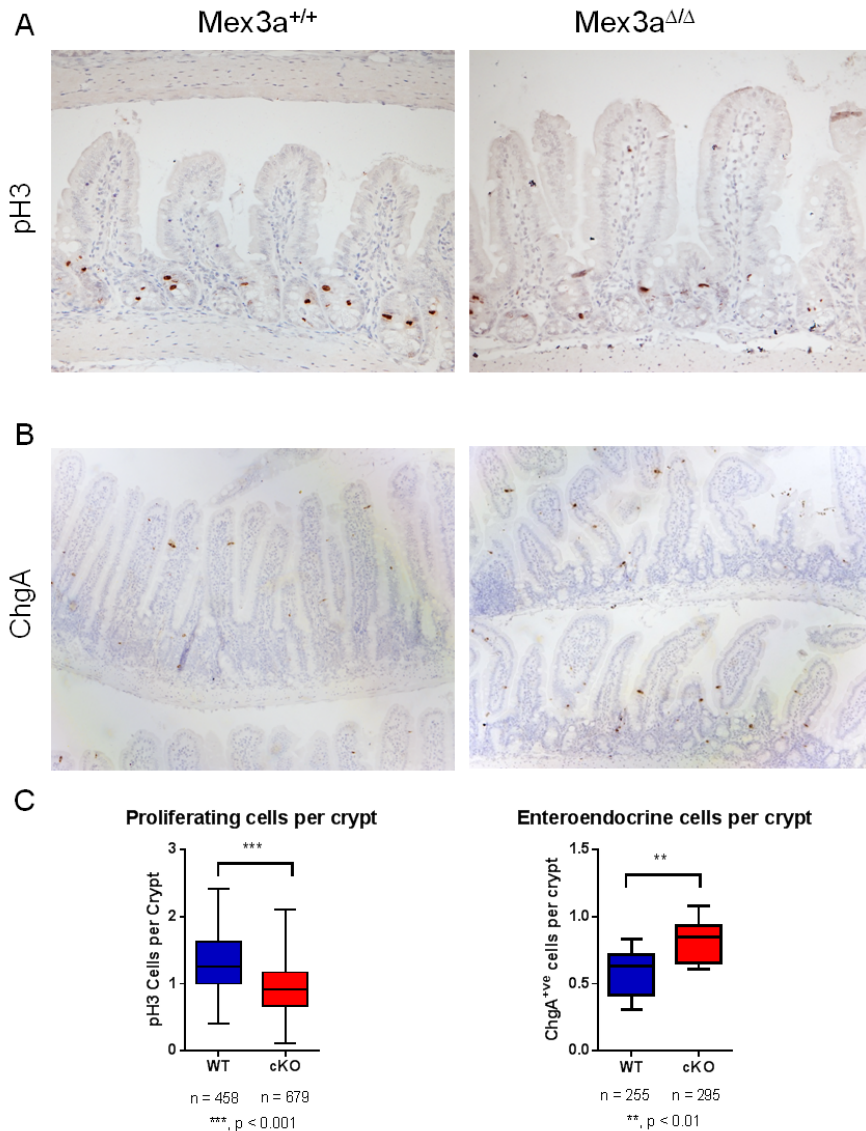 A
Mex3a+/+
Mex3aΔ/Δ
pH3
B
ChgA
C
Proliferating cells per crypt
pH3 Cells per Crypt
3
2
1
0
***
WT
cKO
n = 458
n = 679
***, p < 0.001
Enteroendocrine cells per crypt
ChgA+ve cells per crypt
1.5
1.0
0.5
0.0
**
WT
cKO
n = 255
n = 295
**, p < 0.01